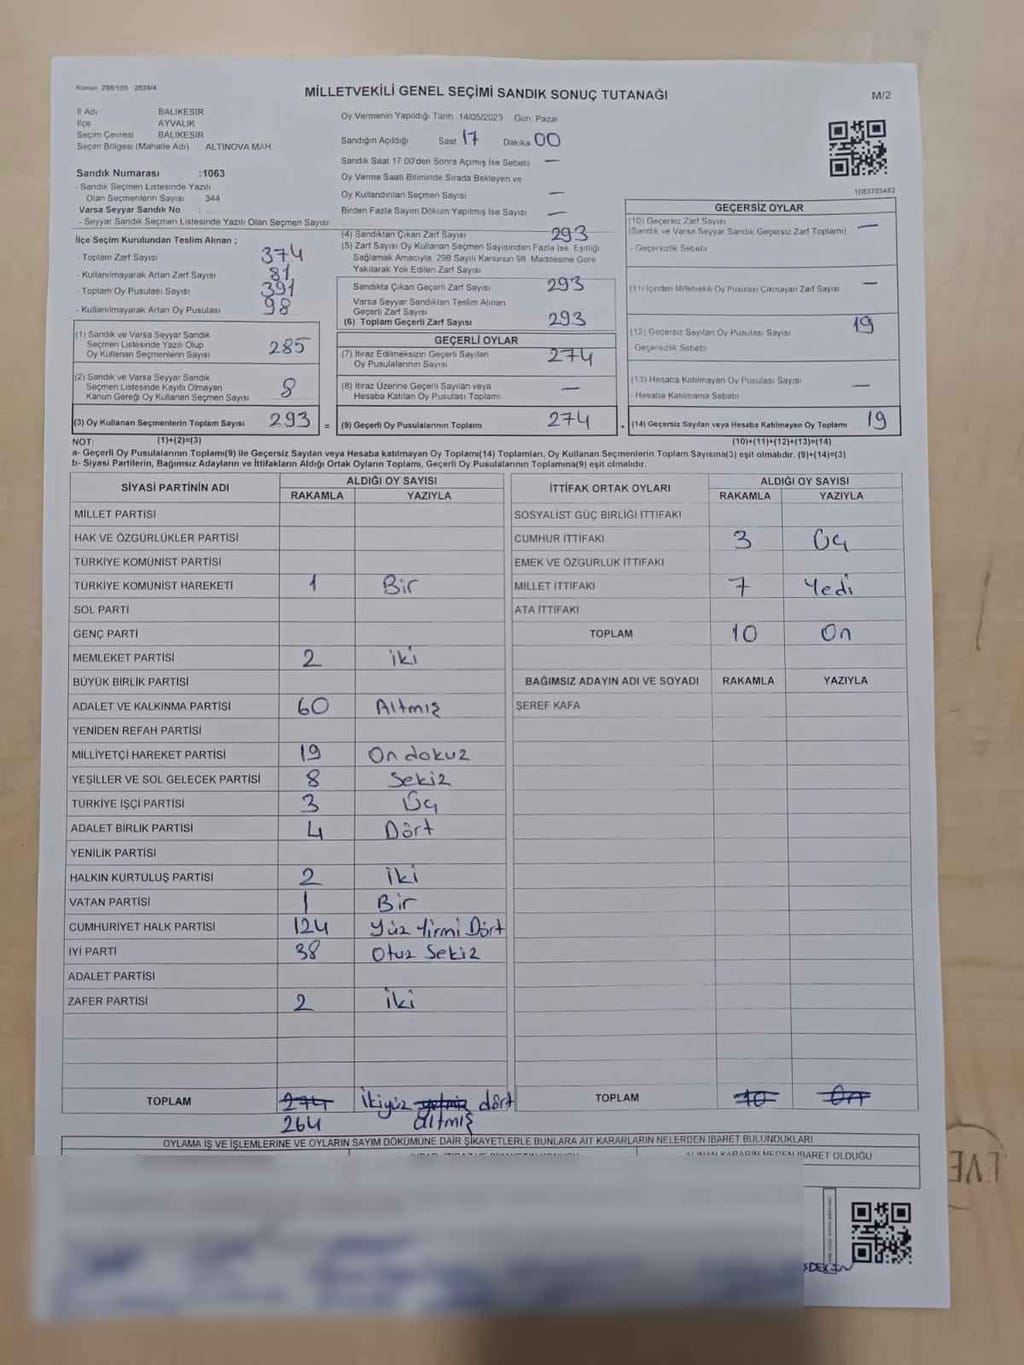 Kanun 298/105 2839/4
MİLLETVEKİLİ GENEL SEÇİMİ SANDIK SONUÇ TUTANAĞI
M/2
İl Adı BALIKESİR
İlçe AYVALIK
Seçim Çevresi BALIKESİR
Seçim Bölgesi (Mahalle Adı) ALTINOVA MAH.
Sandık Numarası :1063
- Sandık Seçmen Listesinde Yazılı
Olan Seçmenlerin Sayısı 344
Varsa Seyyar Sandık No :
- Seyyar Sandık Seçmen Listesinde Yazılı Olan Seçmen Sayısı
İlçe Seçim Kurulundan Teslim Alınan ;
- Toplam Zarf Sayısı 374
- Kullanılmayarak Artan Zarf Sayısı 81
- Toplam Oy Pusulası Sayısı 391
- Kullanılmayarak Artan Oy Pusulası 98
(1) Sandık ve Varsa Seyyar Sandık
Seçmen Listesinde Yazılı Olup
Oy Kullanan Seçmenlerin Sayısı 285
(2) Sandık ve Varsa Seyyar Sandık
Seçmen Listesinde Kayıtlı Olmayan
Kanun Gereği Oy Kullanan Seçmen Sayısı 8
(3) Oy Kullanan Seçmenlerin Toplam Sayısı 293 =
Oy Vermenin Yapıldığı Tarih 14/05/2023 Gün Pazar
Sandığın Açıldığı Saat 17 Dakika 00
Sandık Saat 17:00'den Sonra Açılmış İse Sebebi —
Oy Verme Saati Bitiminde Sırada Bekleyen ve
Oy Kullandırılan Seçmen Sayısı —
Birden Fazla Sayım Döküm Yapılmış İse Sayısı —
(4) Sandıktan Çıkan Zarf Sayısı 293
(5) Zarf Sayısı Oy Kullanan Seçmen Sayısından Fazla İse, Eşitliği
Sağlamak Amacıyla, 298 Sayılı Kanunun 98. Maddesine Göre
Yakılarak Yok Edilen Zarf Sayısı
Sandıkta Çıkan Geçerli Zarf Sayısı 293
Varsa Seyyar Sandıktan Teslim Alınan
Geçerli Zarf Sayısı
(6) Toplam Geçerli Zarf Sayısı 293
GEÇERLİ OYLAR
(7) İtiraz Edilmeksizin Geçerli Sayılan
Oy Pusulalarının Sayısı 274
(8) İtiraz Üzerine Geçerli Sayılan veya
Hesaba Katılan Oy Pusulası Toplamı —
(9) Geçerli Oy Pusulalarının Toplamı 274
1083703482
GEÇERSİZ OYLAR
(10) Geçersiz Zarf Sayısı
(Sandık ve Varsa Seyyar Sandık Geçersiz Zarf Toplamı) —
- Geçersizlik Sebebi
(11) İçinden Milletvekili Oy Pusulası Çıkmayan Zarf Sayısı —
(12) Geçersiz Sayılan Oy Pusulası Sayısı 19
Geçersizlik Sebebi
(13) Hesaba Katılmayan Oy Pusulası Sayısı —
- Hesaba Katılmama Sebebi
(14) Geçersiz Sayılan veya Hesaba Katılmayan Oy Toplamı 19
NOT: (1)+(2)=(3) (10)+(11)+(12)+(13)=(14)
a- Geçerli Oy Pusulalarının Toplamı(9) ile Geçersiz Sayılan veya Hesaba katılmayan Oy Toplamı(14) Toplamları, Oy Kullanan Seçmenlerin Toplam Sayısına(3) eşit olmalıdır. (9)+(14)=(3)
b- Siyasi Partilerin, Bağımsız Adayların ve İttifakların Aldığı Ortak Oyların Toplamı, Geçerli Oy Pusulalarının Toplamına(9) eşit olmalıdır.
SİYASİ PARTİNİN ADI ALDIĞI OY SAYISI
RAKAMLA YAZIYLA
MİLLET PARTİSİ
HAK VE ÖZGÜRLÜKLER PARTİSİ
TÜRKİYE KOMÜNİST PARTİSİ
TÜRKİYE KOMÜNİST HAREKETİ 1 Bir
SOL PARTİ
GENÇ PARTİ
MEMLEKET PARTİSİ 2 iki
BÜYÜK BİRLİK PARTİSİ
ADALET VE KALKINMA PARTİSİ 60 Altmış
YENİDEN REFAH PARTİSİ
MİLLİYETÇİ HAREKET PARTİSİ 19 On dokuz
YEŞİLLER VE SOL GELECEK PARTİSİ 8 Sekiz
TÜRKİYE İŞÇİ PARTİSİ 3 Üç
ADALET BİRLİK PARTİSİ 4 Dört
YENİLİK PARTİSİ
HALKIN KURTULUŞ PARTİSİ 2 iki
VATAN PARTİSİ 1 Bir
CUMHURİYET HALK PARTİSİ 124 Yüz Yirmi Dört
İYİ PARTİ 38 Otuz Sekiz
ADALET PARTİSİ
ZAFER PARTİSİ 2 iki
TOPLAM 274 İkiyüz yetmiş dört
264 altmış
İTTİFAK ORTAK OYLARI ALDIĞI OY SAYISI
RAKAMLA YAZIYLA
SOSYALİST GÜÇ BİRLİĞİ İTTİFAKI
CUMHUR İTTİFAKI 3 Üç
EMEK VE ÖZGÜRLÜK İTTİFAKI
MİLLET İTTİFAKI 7 Yedi
ATA İTTİFAKI
TOPLAM 10 On
BAĞIMSIZ ADAYIN ADI VE SOYADI RAKAMLA YAZIYLA
ŞEREF KAFA
TOPLAM 10 On
OYLAMA İŞ VE İŞLEMLERİNE VE OYLARIN SAYIM DÖKÜMÜNE DAİR ŞİKAYETLERLE BUNLARA AİT KARARLARIN NELERDEN İBARET BULUNDUKLARI
ALINAN KARARIN NEDEN İBARET OLDUĞU